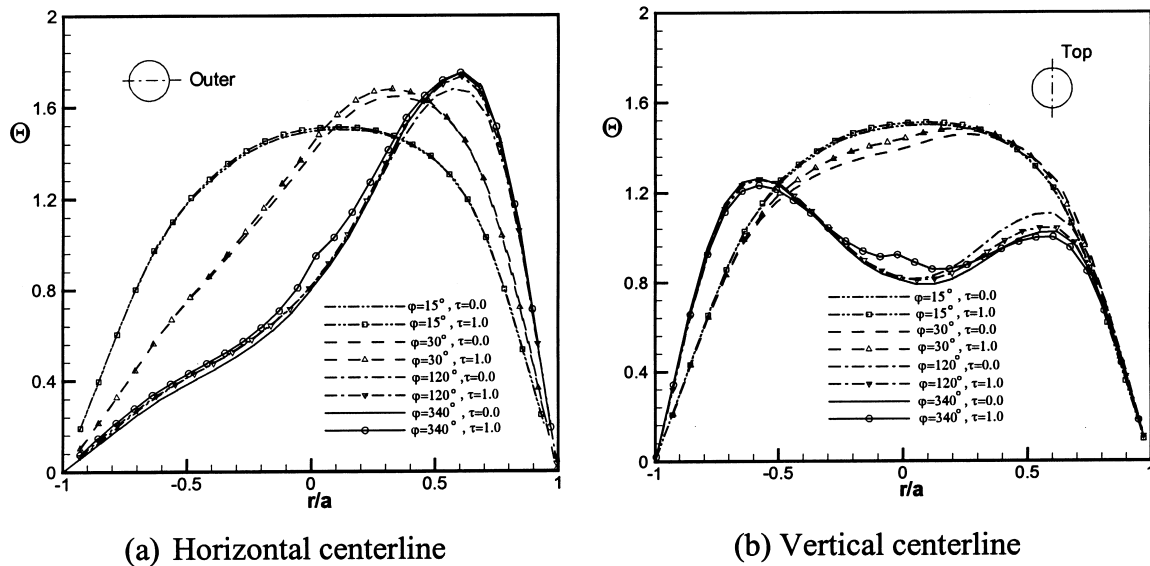 2
1.6
Θ
1.2
0.8
0.4
0
-1
-0.5
0
0.5
1
r/a
Outer
φ=15°, τ=0.0
φ=15°, τ=1.0
φ=30°, τ=0.0
φ=30°, τ=1.0
φ=120°, τ=0.0
φ=120°, τ=1.0
φ=340°, τ=0.0
φ=340°, τ=1.0
(a) Horizontal centerline
2
1.6
Θ
1.2
0.8
0.4
0
-1
-0.5
0
0.5
1
r/a
Top
φ=15°, τ=0.0
φ=15°, τ=1.0
φ=30°, τ=0.0
φ=30°, τ=1.0
φ=120°, τ=0.0
φ=120°, τ=1.0
φ=340°, τ=0.0
φ=340°, τ=1.0
(b) Vertical centerline